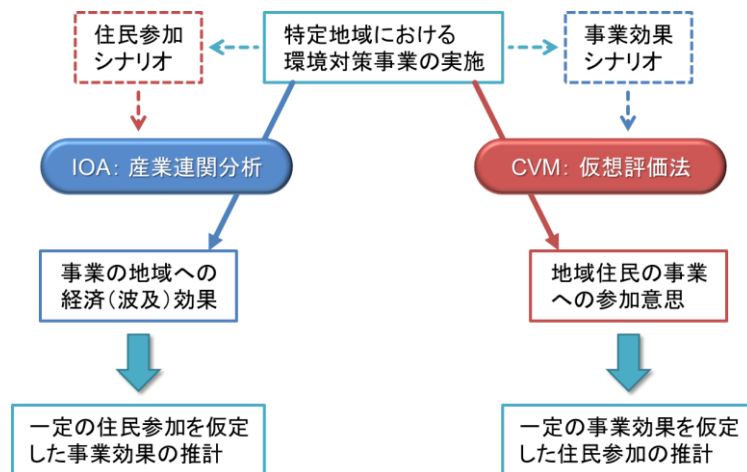 住民参加
シナリオ
特定地域における
環境対策事業の実施
事業効果
シナリオ
IOA: 産業連関分析
CVM: 仮想評価法
事業の地域への
経済(波及)効果
地域住民の事業
への参加意思
一定の住民参加を仮定
した事業効果の推計
一定の事業効果を仮定
した住民参加の推計